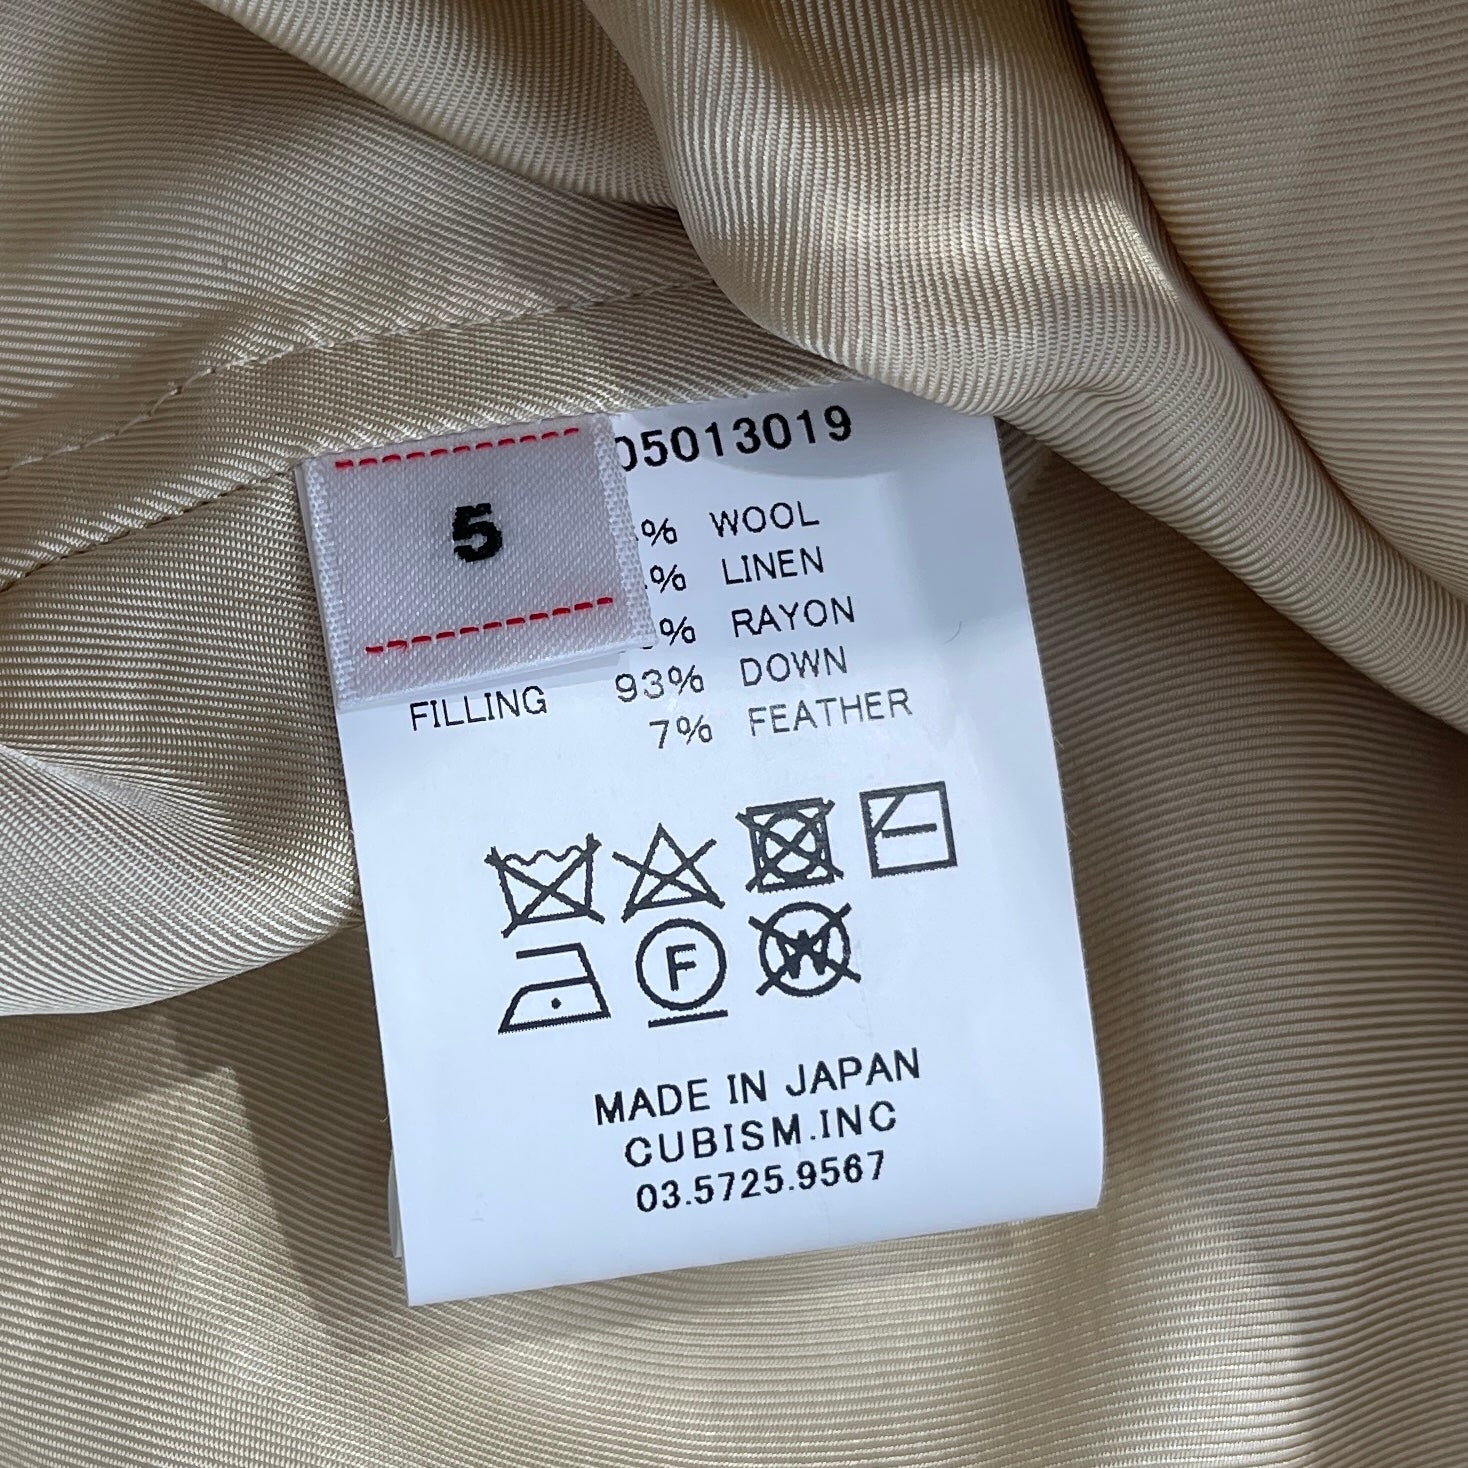 5
05013019
% WOOL
% LINEN
% RAYON
FILLING 93% DOWN
7% FEATHER
F
W
MADE IN JAPAN
CUBISM.INC
03.5725.9567